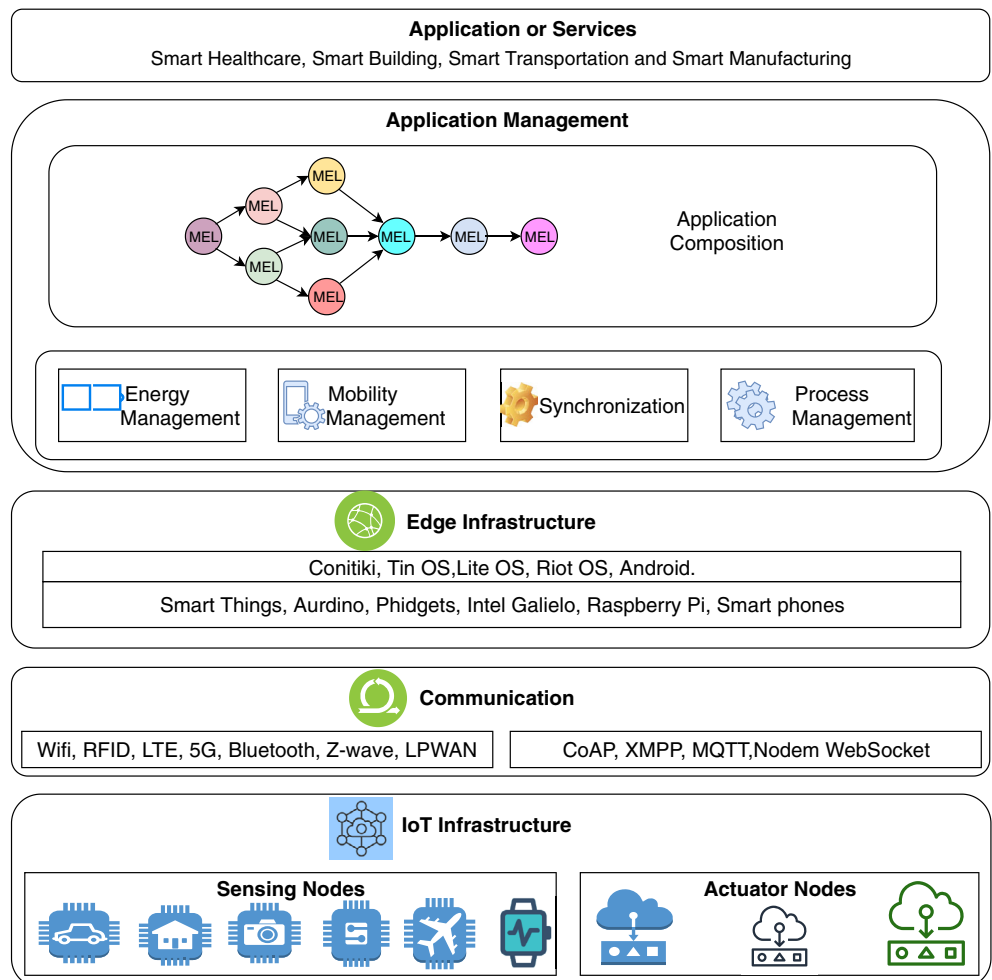 Application or Services
Smart Healthcare, Smart Building, Smart Transportation and Smart Manufacturing
Application Management
MEL
MEL
MEL
MEL
MEL
MEL
MEL
MEL
MEL
Application
Composition
Energy
Management
Mobility
Management
Synchronization
Process
Management
Edge Infrastructure
Conitiki, Tin OS,Lite OS, Riot OS, Android.
Smart Things, Aurdino, Phidgets, Intel Galielo, Raspberry Pi, Smart phones
Communication
Wifi, RFID, LTE, 5G, Bluetooth, Z-wave, LPWAN
CoAP, XMPP, MQTT,Nodem WebSocket
IoT Infrastructure
Sensing Nodes
Actuator Nodes